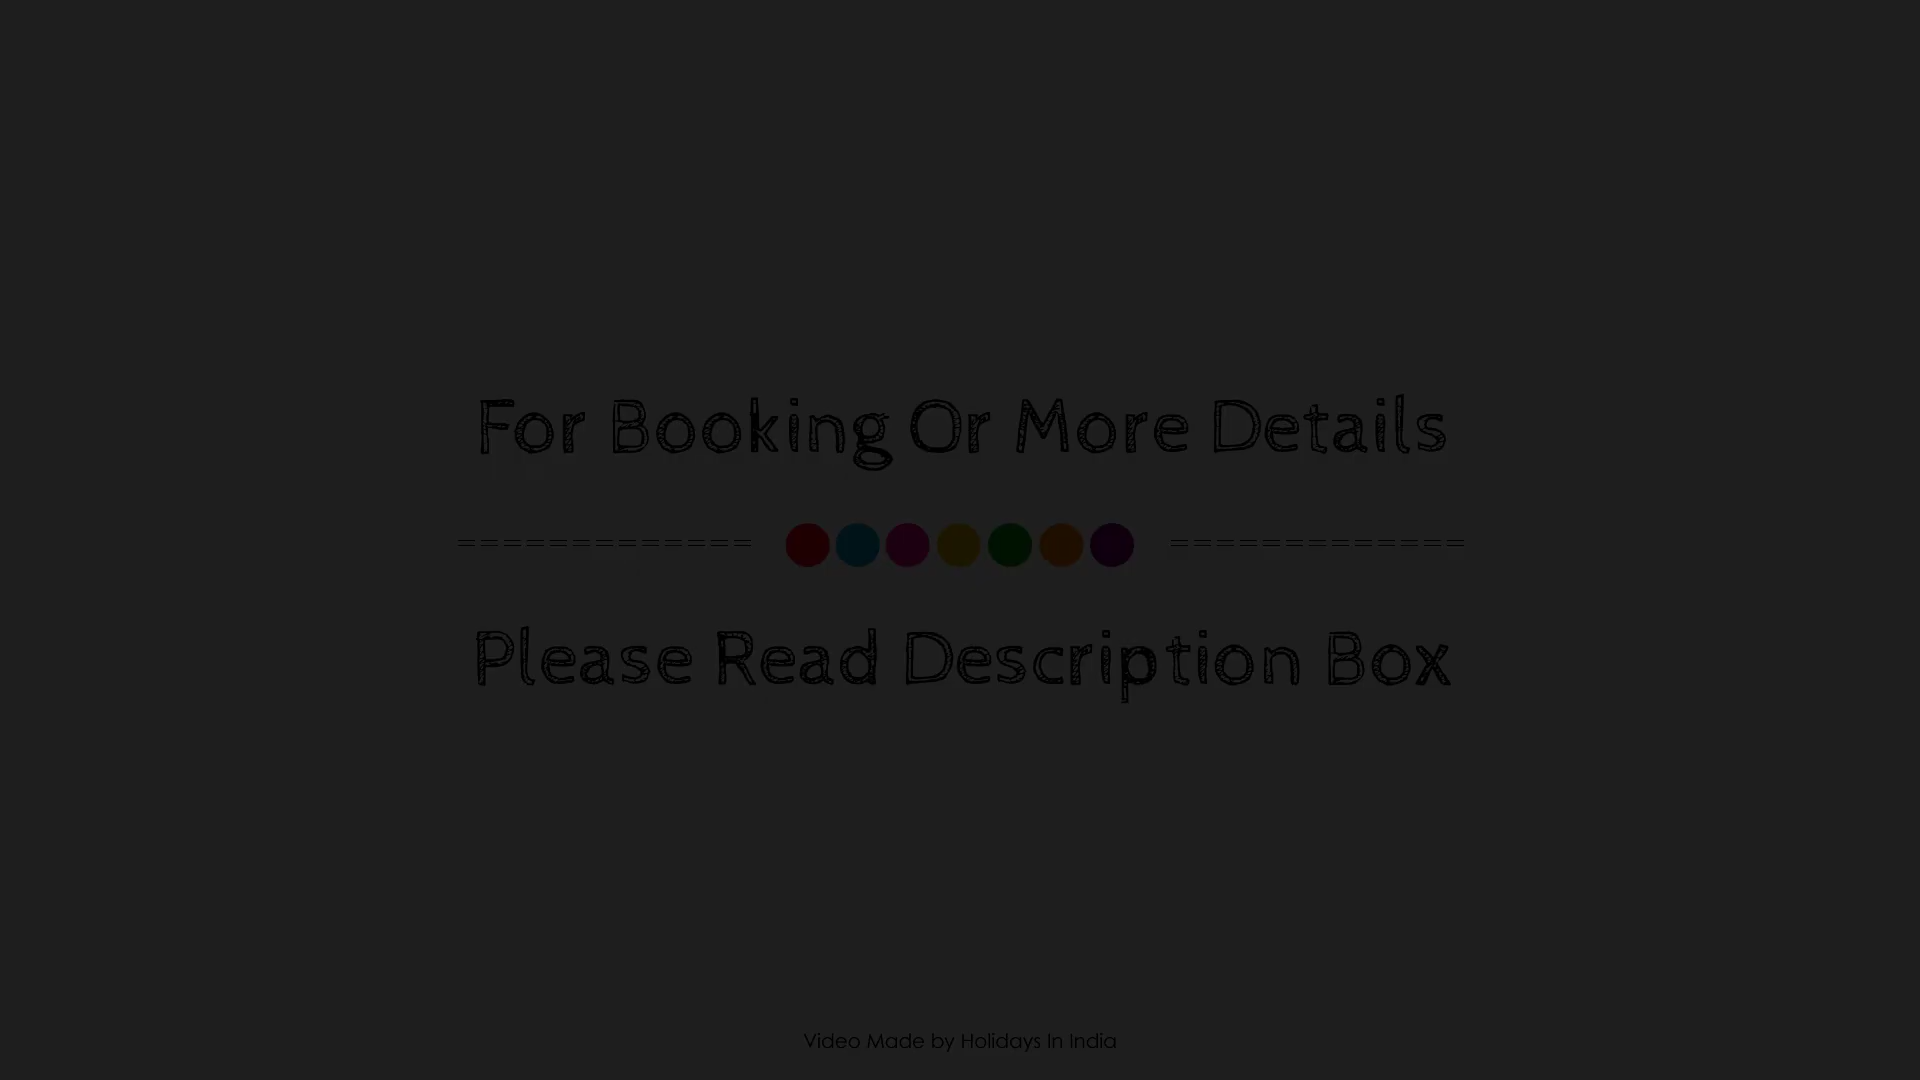 For Booking Or More Details
============= =============
Please Read Description Box
Video Made by Holidays In India